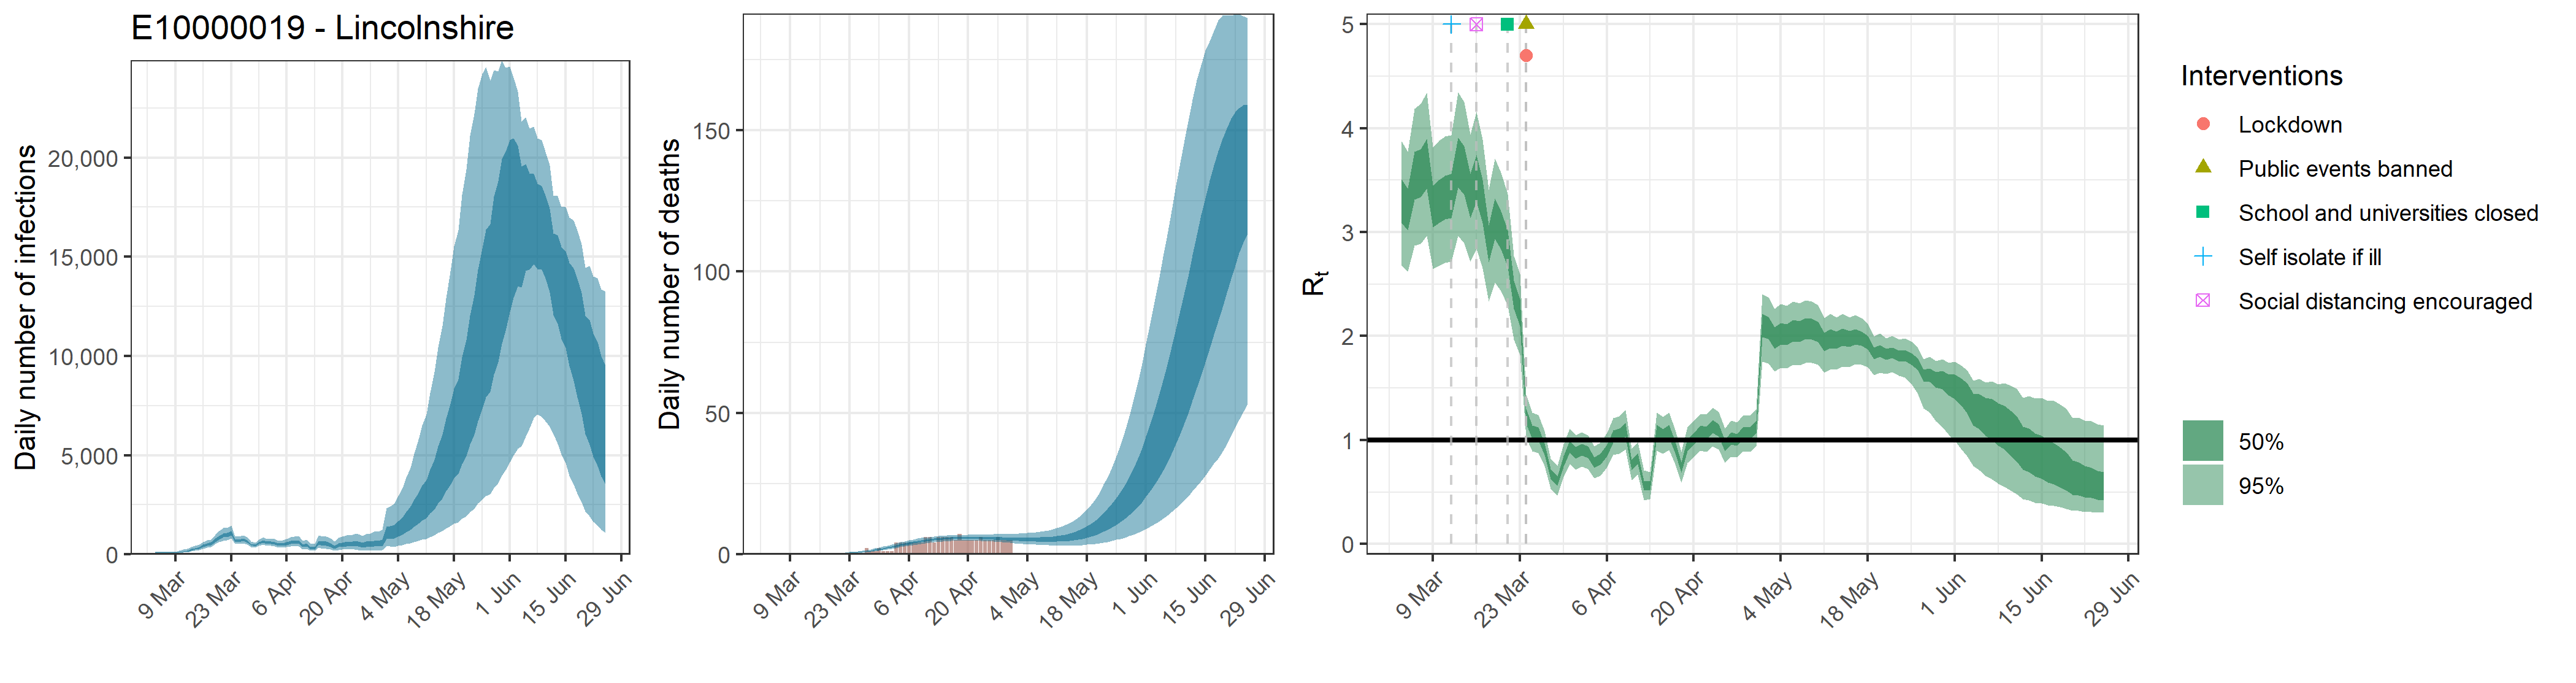 E10000019 - Lincolnshire
Daily number of infections
20,000
15,000
10,000
5,000
0
9 Mar
23 Mar
6 Apr
20 Apr
4 May
18 May
1 Jun
15 Jun
29 Jun
Daily number of deaths
150
100
50
0
9 Mar
23 Mar
6 Apr
20 Apr
4 May
18 May
1 Jun
15 Jun
29 Jun
Rt
5
4
3
2
1
0
9 Mar
23 Mar
6 Apr
20 Apr
4 May
18 May
1 Jun
15 Jun
29 Jun
Interventions
Lockdown
Public events banned
School and universities closed
Self isolate if ill
Social distancing encouraged
50%
95%